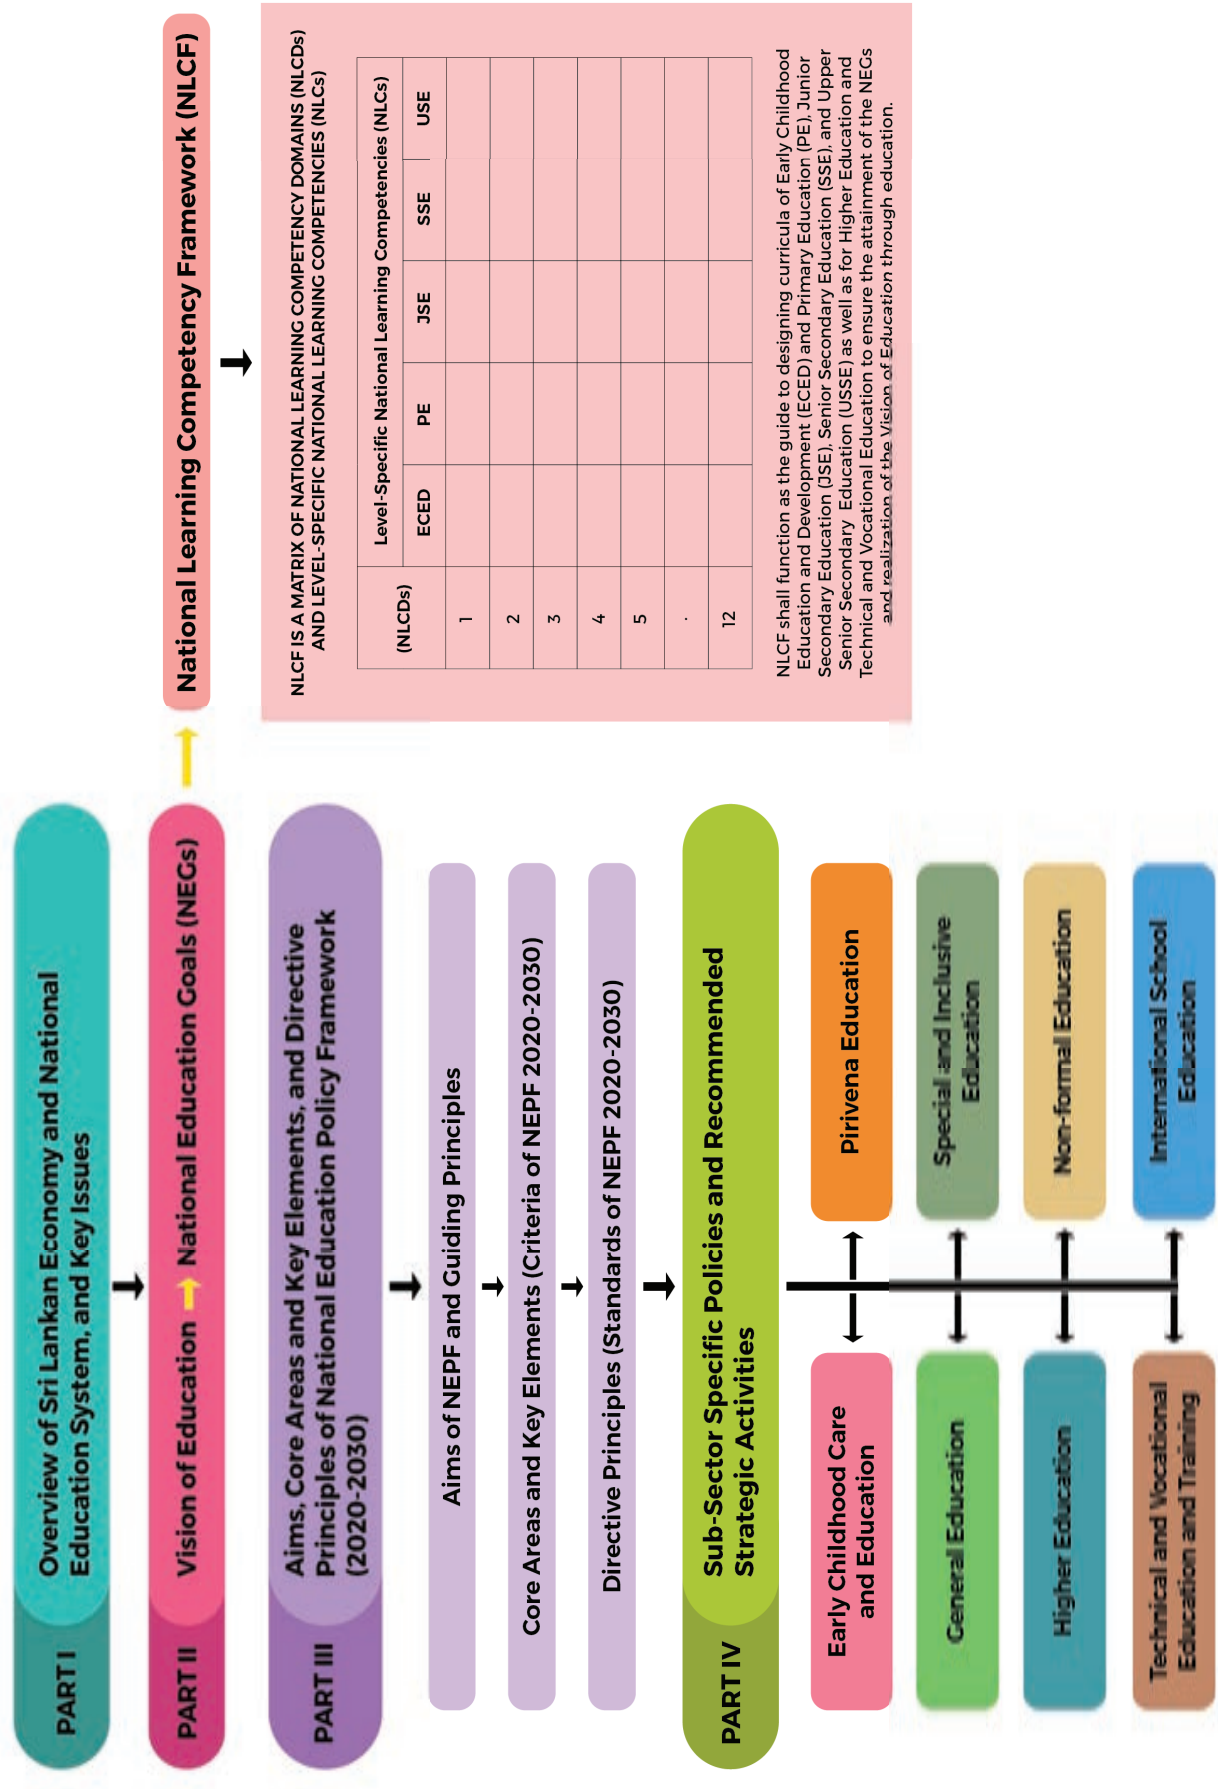 PART I
Overview of Sri Lankan Economy and National
Education System, and Key Issues
PART II
Vision of Education
National Education Goals (NEGs)
National Learning Competency Framework (NLCF)
NLCF IS A MATRIX OF NATIONAL LEARNING COMPETENCY DOMAINS (NLCDs)
AND LEVEL-SPECIFIC NATIONAL LEARNING COMPETENCIES (NLCs)
(NLCDs)
Level-Specific National Learning Competencies (NLCs)
ECED PE JSE SSE USE
1
2
3
4
5
.
12
NLCF shall function as the guide to designing curricula of Early Childhood
Education and Development (ECED) and Primary Education (PE), Junior
Secondary Education (JSE), Senior Secondary Education (SSE), and Upper
Senior Secondary Education (USSE) as well as for Higher Education and
Technical and Vocational Education to ensure the attainment of the NEGs
and realization of the Vision of Education through education.
PART III
Aims, Core Areas and Key Elements, and Directive
Principles of National Education Policy Framework
(2020-2030)
Aims of NEPF and Guiding Principles
Core Areas and Key Elements (Criteria of NEPF 2020-2030)
Directive Principles (Standards of NEPF 2020-2030)
PART IV
Sub-Sector Specific Policies and Recommended
Strategic Activities
Early Childhood Care
and Education
Pirivena Education
General Education
Special and Inclusive
Education
Higher Education
Non-formal Education
Technical and Vocational
Education and Training
International School
Education